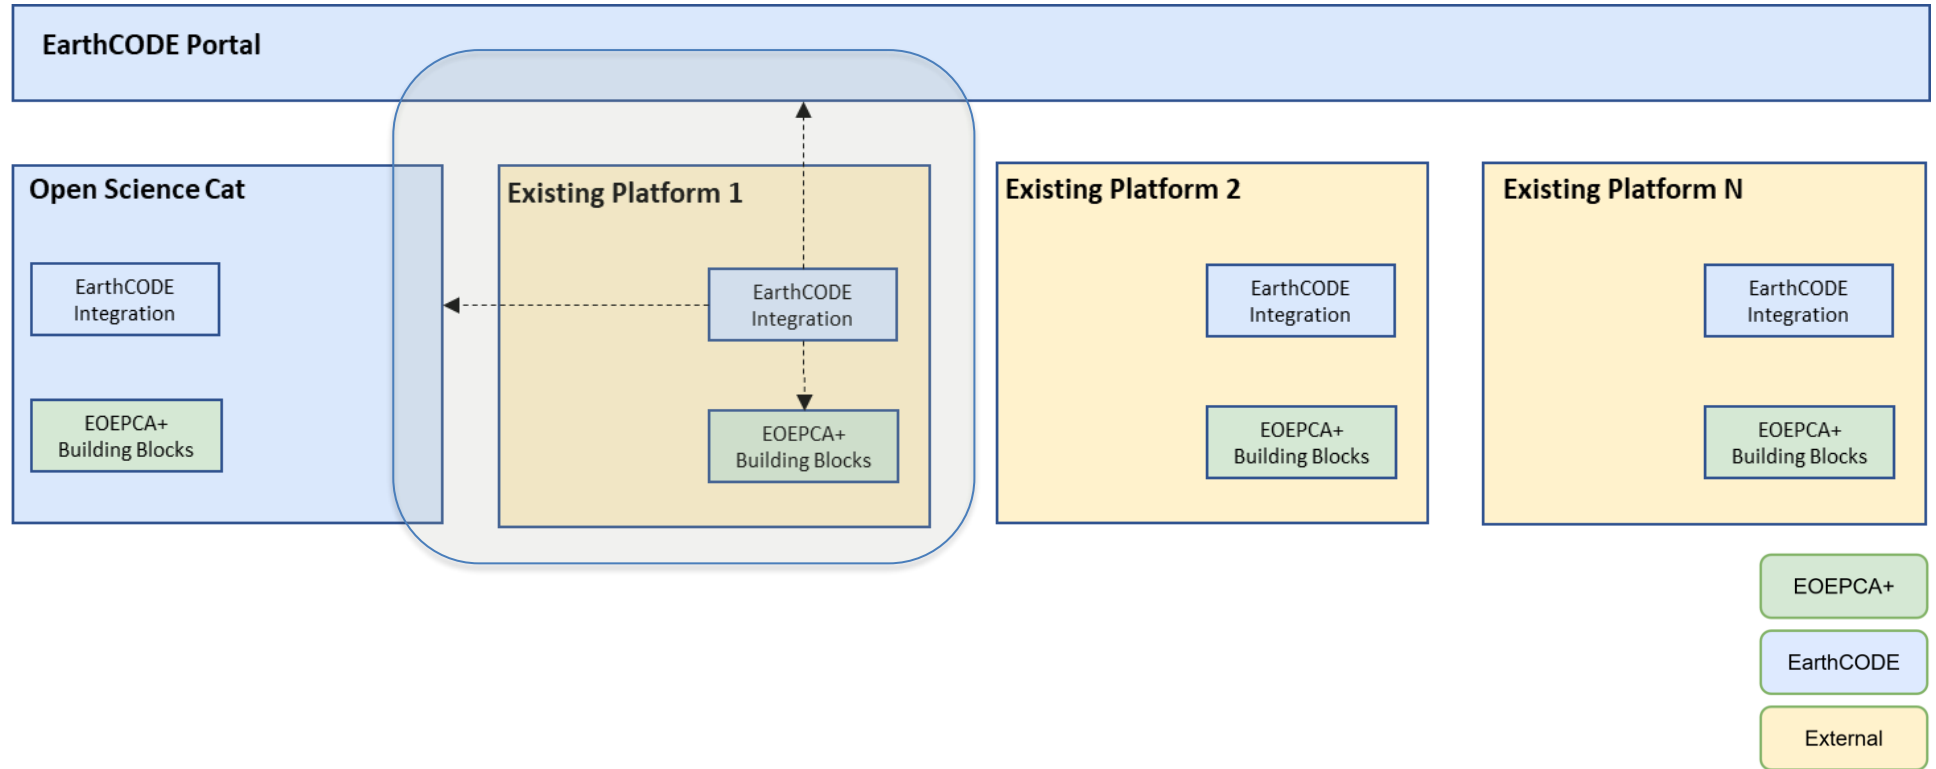 EarthCODE Portal
Open Science Cat
EarthCODE
Integration
EOEPCA+
Building Blocks
Existing Platform 1
EarthCODE
Integration
EOEPCA+
Building Blocks
Existing Platform 2
EarthCODE
Integration
EOEPCA+
Building Blocks
Existing Platform N
EarthCODE
Integration
EOEPCA+
Building Blocks
EOEPCA+
EarthCODE
External